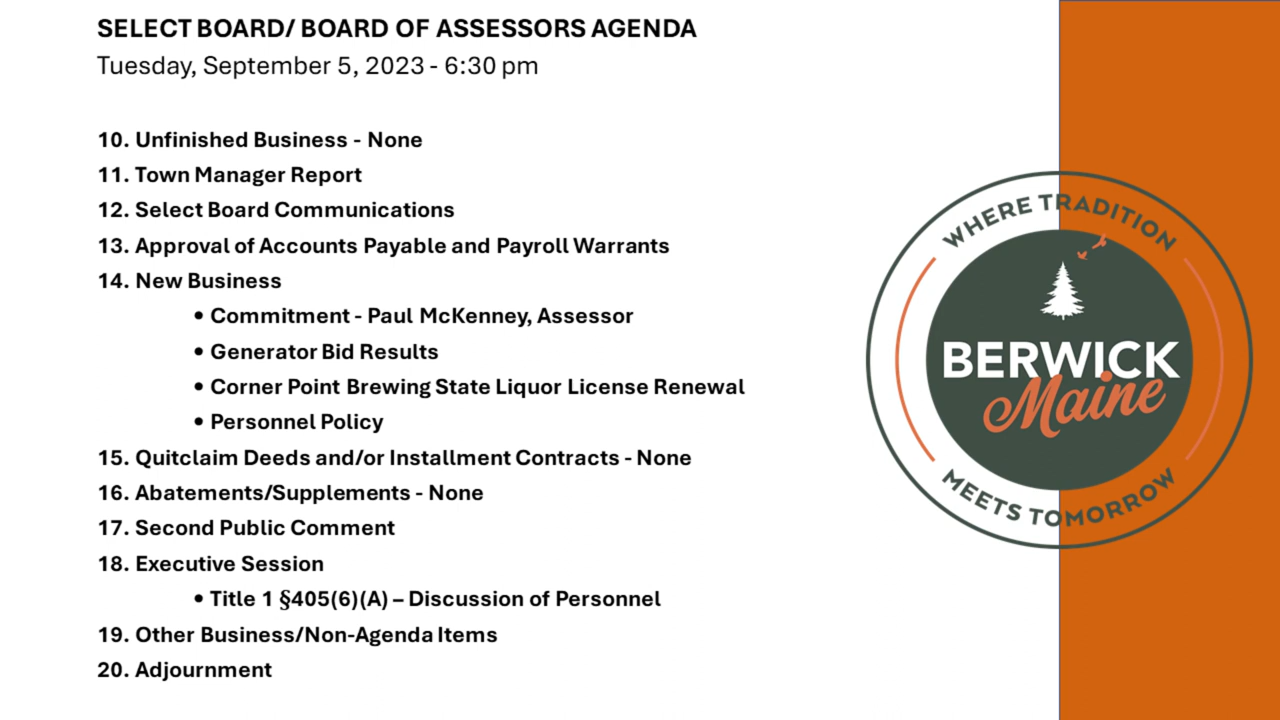 SELECT BOARD/ BOARD OF ASSESSORS AGENDA
Tuesday, September 5, 2023 - 6:30 pm
10. Unfinished Business - None
11. Town Manager Report
12. Select Board Communications
13. Approval of Accounts Payable and Payroll Warrants
14. New Business
• Commitment - Paul McKenney, Assessor
• Generator Bid Results
• Corner Point Brewing State Liquor License Renewal
• Personnel Policy
15. Quitclaim Deeds and/or Installment Contracts - None
16. Abatements/Supplements - None
17. Second Public Comment
18. Executive Session
• Title 1 §405(6)(A) – Discussion of Personnel
19. Other Business/Non-Agenda Items
20. Adjournment
WHERE TRADITION
BERWICK
Maine
MEETS TOMORROW